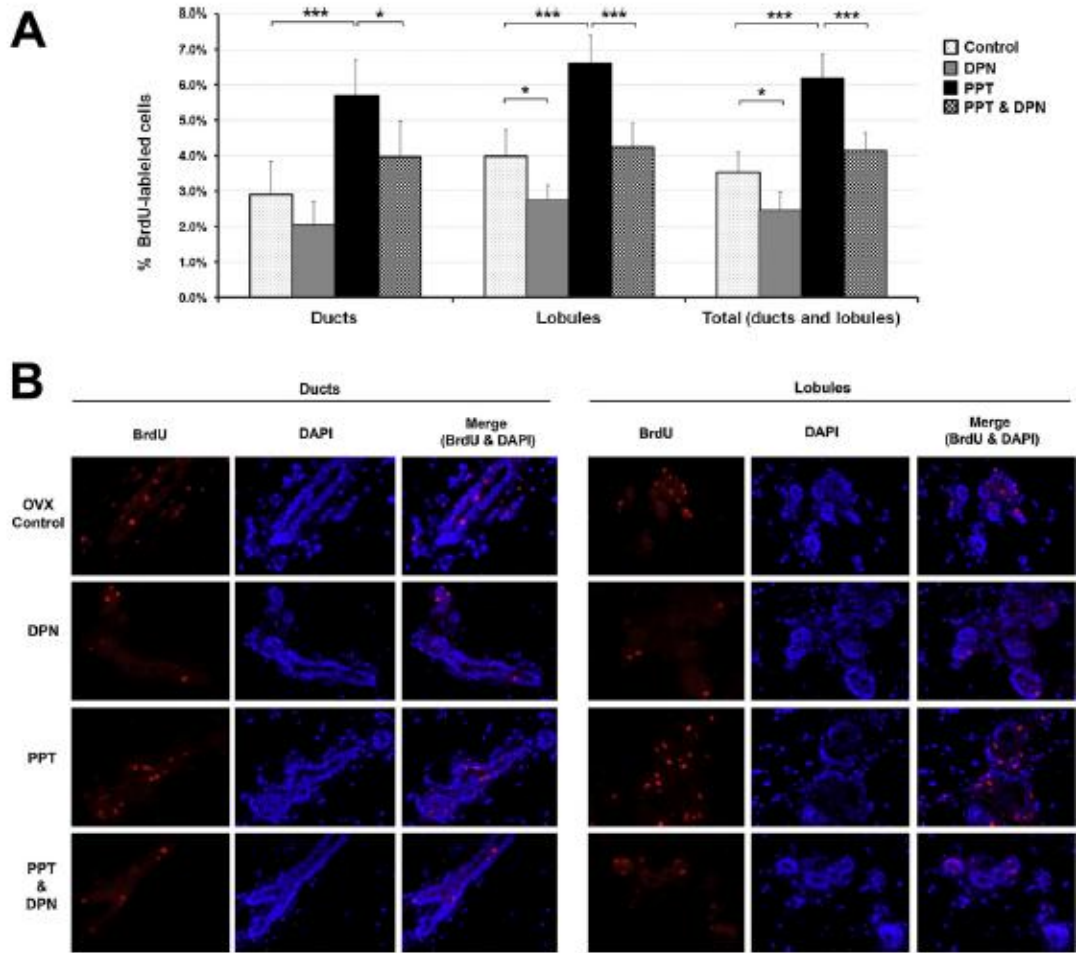 A
% BrdU-lableled cells
8.0%
7.0%
6.0%
5.0%
4.0%
3.0%
2.0%
1.0%
0.0%
*** *
*** ***
*
*** ***
*
Ducts
Lobules
Total (ducts and lobules)
Control
DPN
PPT
PPT & DPN
B
Ducts
BrdU
DAPI
Merge
(BrdU & DAPI)
Lobules
BrdU
DAPI
Merge
(BrdU & DAPI)
OVX
Control
DPN
PPT
PPT
&
DPN